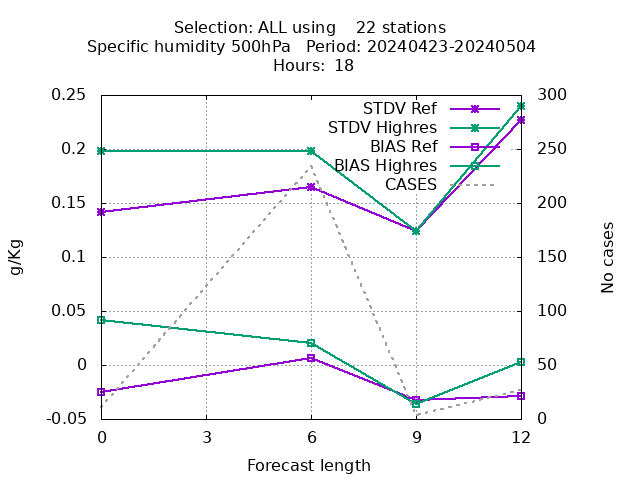 Selection: ALL using    22 stations
Specific humidity 500hPa   Period: 20240423-20240504
Hours:  18
0.25
0.2
0.15
0.1
0.05
0
-0.05
g/Kg
STDV Ref
STDV Highres
BIAS Ref
BIAS Highres
CASES
300
250
200
150
100
50
0
No cases
0
3
6
9
12
Forecast length